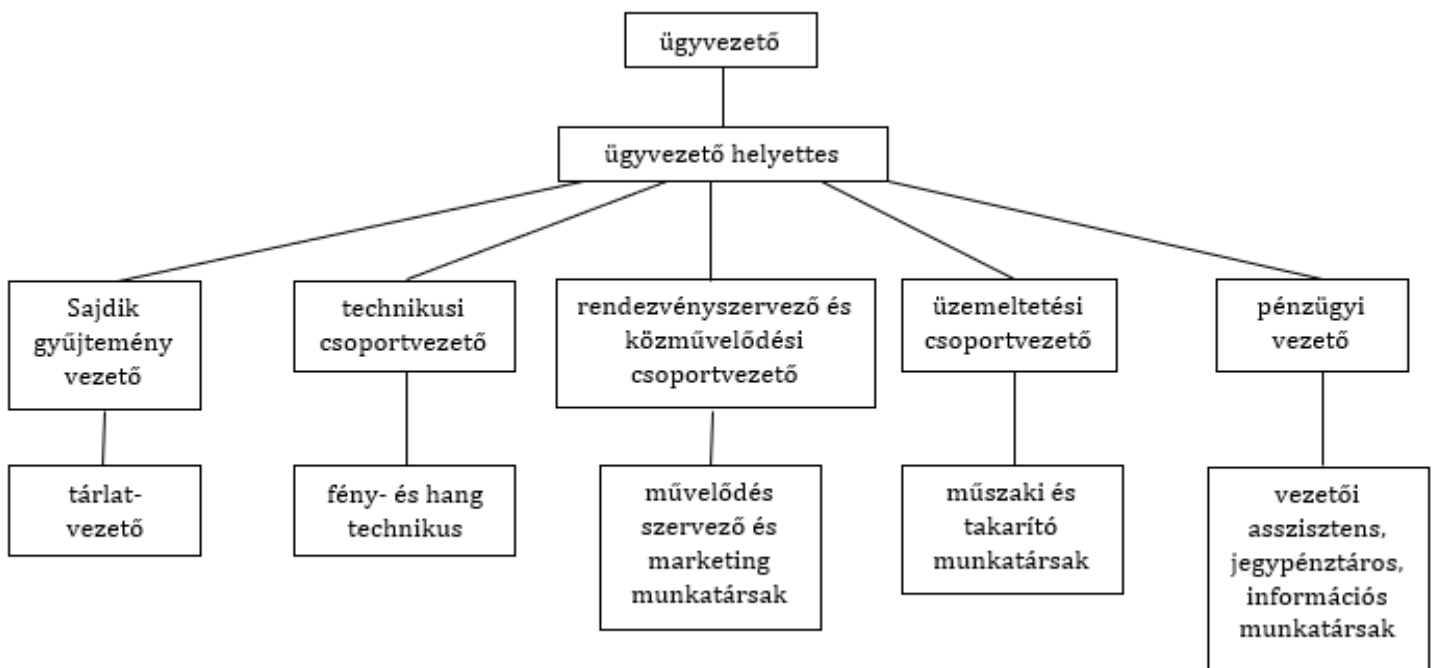 ügyvezető
ügyvezető helyettes
Sajdik
gyűjtemény
vezető
technikusi
csoportvezető
rendezvényszervező és
közművelődési
csoportvezető
üzemeltetési
csoportvezető
pénzügyi
vezető
tárlat-
vezető
fény- és hang
technikus
művelődés
szervező és
marketing
munkatársak
műszaki és
takarító
munkatársak
vezetői
asszisztens,
jegypénztáros,
információs
munkatársak